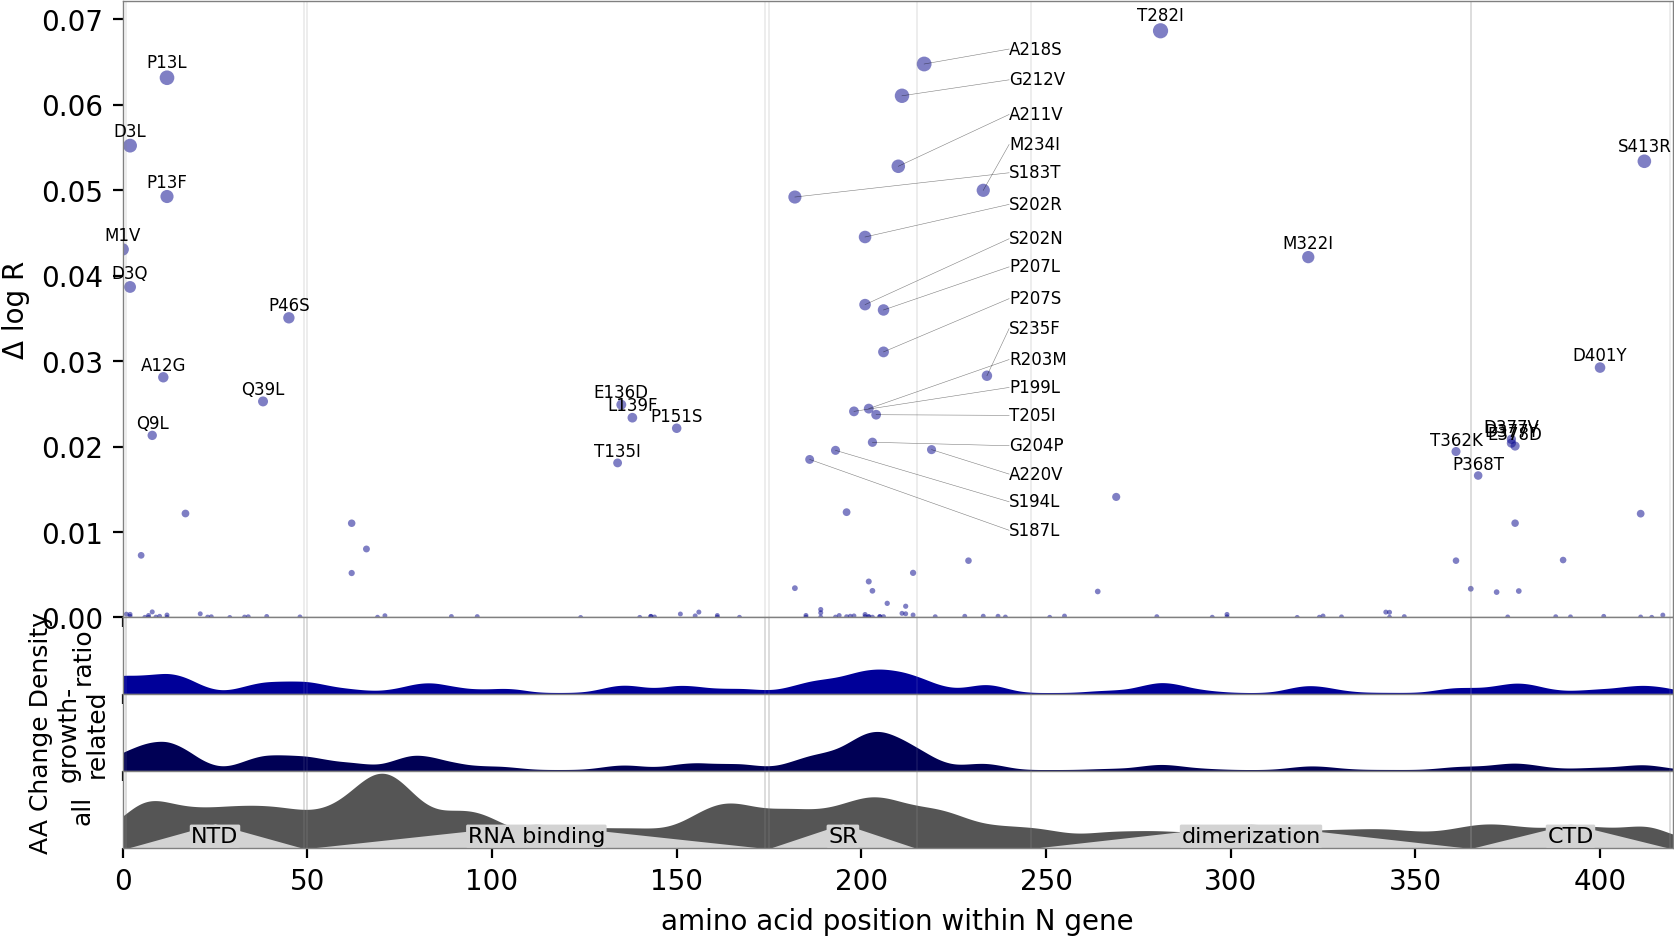 0.07
0.06
0.05
0.04
0.03
0.02
0.01
0.00
Δ log R
T282I
A218S
P13L
G212V
A211V
D3L
M234I
S413R
S183T
P13F
S202R
M1V
S202N
M322I
P207L
D3Q
P207S
P46S
S235F
R203M
D401Y
A12G
P199L
Q39L
E136D
L139F
T205I
P151S
Q9L
D377V
E378D
T362K
G204P
T135I
P368T
A220V
S194L
S187L
AA Change Density
ratio
growth-
related
all
NTD
RNA binding
SR
dimerization
CTD
0 50 100 150 200 250 300 350 400
amino acid position within N gene